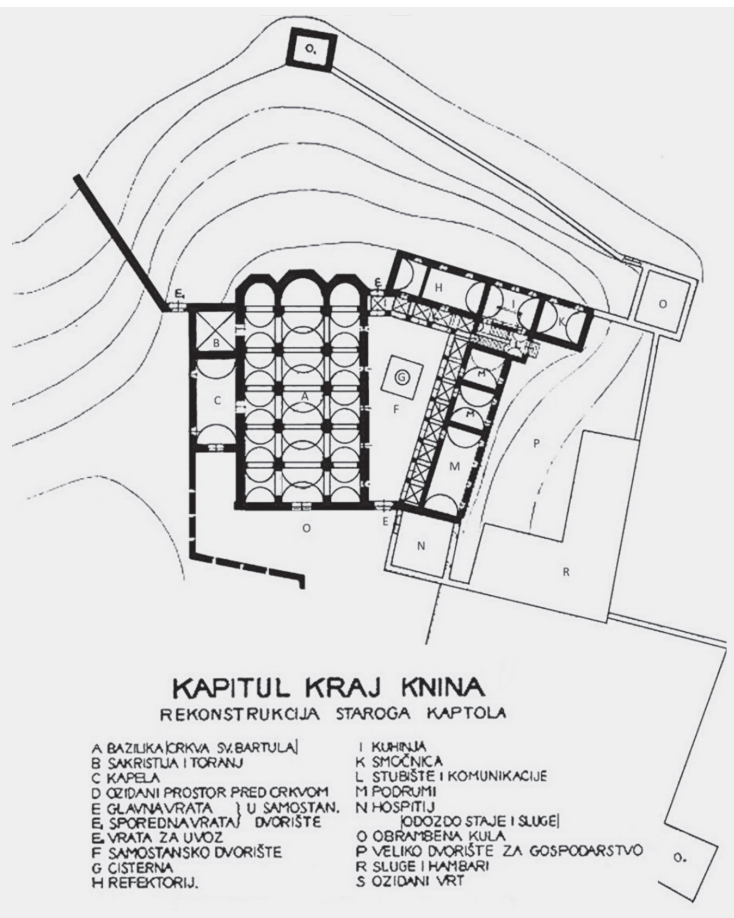 O.
E.
E
H
I
K
O
B
C
A
G
F
M
M
M
P
O
E
N
R
KAPITUL KRAJ KNINA
REKONSTRUKCIJA STAROGA KAPTOLA
A BAZILIKA |CRKVA SV. BARTULA|
B SAKRISTIJA I TORANJ
C KAPELA
D OZIDANI PROSTOR PRED CRKVOM
E GLAVNA VRATA } U SAMOSTAN.
E. SPOREDNA VRATA} DVORIŠTE
E. VRATA ZA UVOZ
F SAMOSTANSKO DVORIŠTE
G CISTERNA
H REFEKTORIJ.
I KUHINJA
K SMOČNICA
L STUBIŠTE I KOMUNIKACIJE
M PODRUMI
N HOSPITIJ
|ODOZDO STAJE I SLUGE|
O OBRAMBENA KULA
P VELIKO DVORIŠTE ZA GOSPODARSTVO
R SLUGE I HAMBARI
S OZIDANI VRT
O.